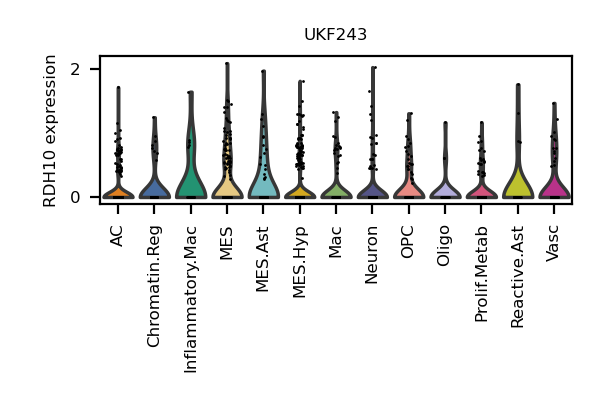 UKF243
RDH10 expression
2
0
AC
Chromatin.Reg
Inflammatory.Mac
MES
MES.Ast
MES.Hyp
Mac
Neuron
OPC
Oligo
Prolif.Metab
Reactive.Ast
Vasc